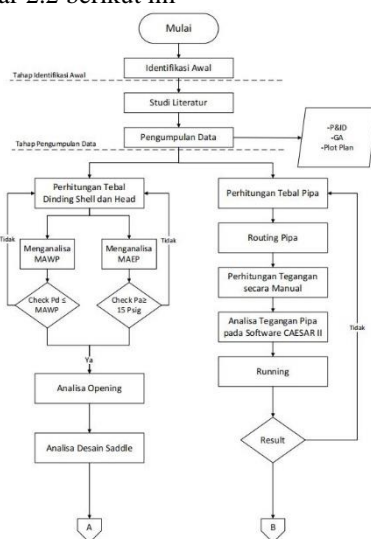 ar 2.2 berikut ini
Mulai
Identifikasi Awal
Tahap Identifikasi Awal
Studi Literatur
Pengumpulan Data
-P&ID
-GA
-Plot Plan
Tahap Pengumpulan Data
Perhitungan Tebal
Dinding Shell dan Head
Tidak
Tidak
Menganalisa
MAWP
Menganalisa
MAEP
Check Pd ≤
MAWP
Check Pa≥
15 Psig
Ya
Analisa Opening
Analisa Desain Saddle
A
Perhitungan Tebal Pipa
Routing Pipa
Perhitungan Tegangan
secara Manual
Analisa Tegangan Pipa
pada Software CAESAR II
Tidak
Running
Result
B